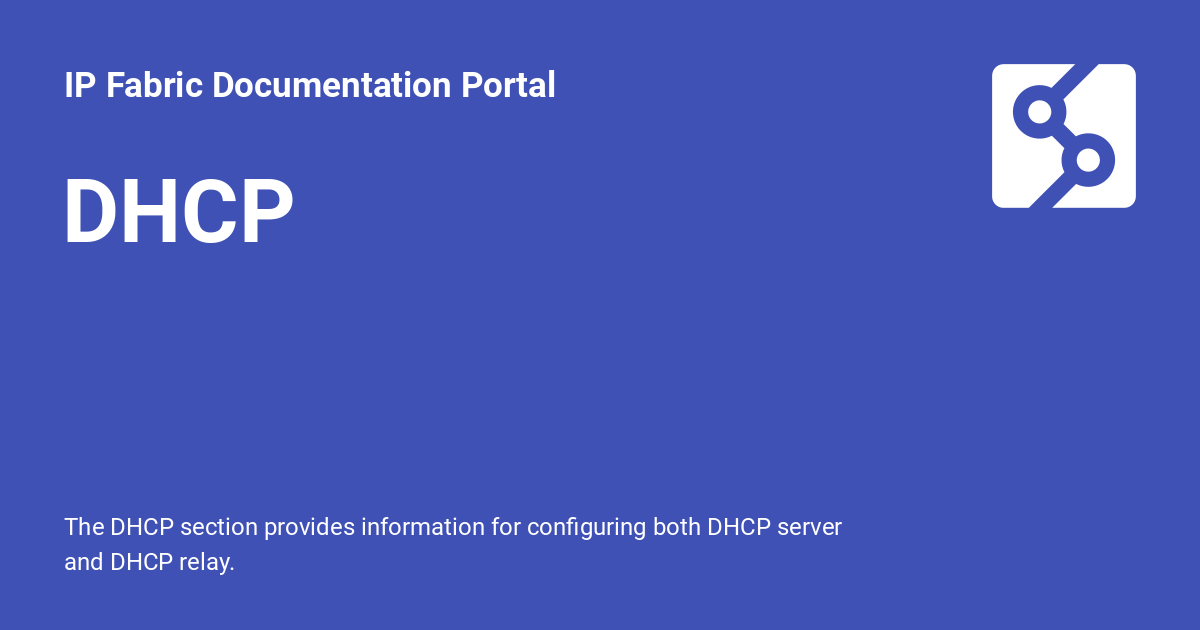 IP Fabric Documentation Portal
DHCP
The DHCP section provides information for configuring both DHCP server
and DHCP relay.